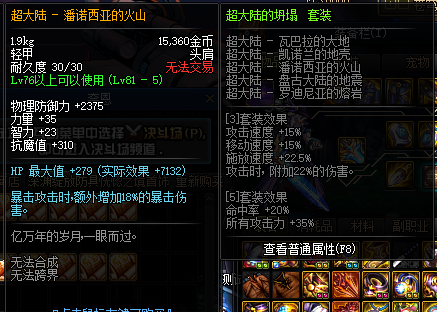 超大陆 - 潘诺西亚的火山
1.9kg 15,360金币
轻甲 头肩
耐久度 30/30 无法交易
Lv76以上可以使用 (Lv81 - 5)
物理防御力 +2375
力量 +35
智力 +23
抗魔值 +310
HP 最大值 +279 (实际效果 +7132)
暴击攻击时,额外增加18%的暴击伤害。
亿万年的岁月,一眼而过。
无法合成
无法跨界
超大陆的坍塌 套装
超大陆 - 瓦巴拉的大地
超大陆 - 凯诺兰的地壳
超大陆 - 潘诺西亚的火山
超大陆 - 妮娜的地震
超大陆 - 罗迪尼亚的熔岩
[3]套装效果
攻击速度 +15%
移动速度 +15%
施放速度 +22.5%
攻击时,附加22%的伤害。
[5]套装效果
命中率 +20%
所有攻击力 +35%
查看普通属性(F8)